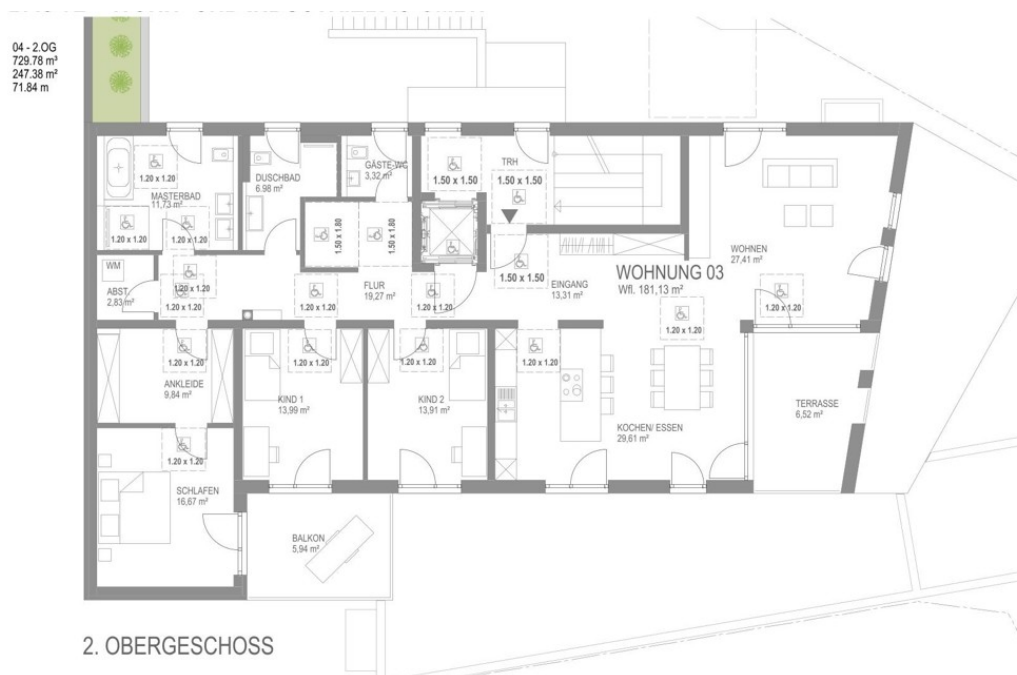 04 - 2.OG
729.78 m³
247.38 m²
71.84 m
1.20 x 1.20
MASTERBAD
11,73 m²
1.20 x 1.20
1.20 x 1.20
DUSCHBAD
6.98 m²
GÄSTE-WC
3,32 m²
1.50 x 1.80
1.50 x 1.80
1.50 x 1.50
TRH
1.50 x 1.50
WM
ABST.
2,83 m²
1.20 x 1.20
1.20 x 1.20
1.20 x 1.20
FLUR
19,27 m²
1.20 x 1.20
1.50 x 1.50
EINGANG
13,31 m²
WOHNUNG 03
Wfl. 181,13 m²
WOHNEN
27,41 m²
1.20 x 1.20
1.20 x 1.20
1.20 x 1.20
ANKLEIDE
9,84 m²
1.20 x 1.20
KIND 1
13,99 m²
1.20 x 1.20
KIND 2
13,91 m²
1.20 x 1.20
KOCHEN/ ESSEN
29,61 m²
TERRASSE
6,52 m²
1.20 x 1.20
SCHLAFEN
16,67 m²
BALKON
5,94 m²
2. OBERGESCHOSS